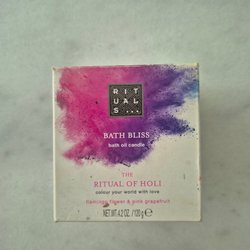 RIT
UAL
S...
BATH BLISS
bath oil candle
THE
RITUAL OF HOLI
colour your world with love
flamingo flower & pink grapefruit
NET WT. 4.2 OZ. / 120 g e